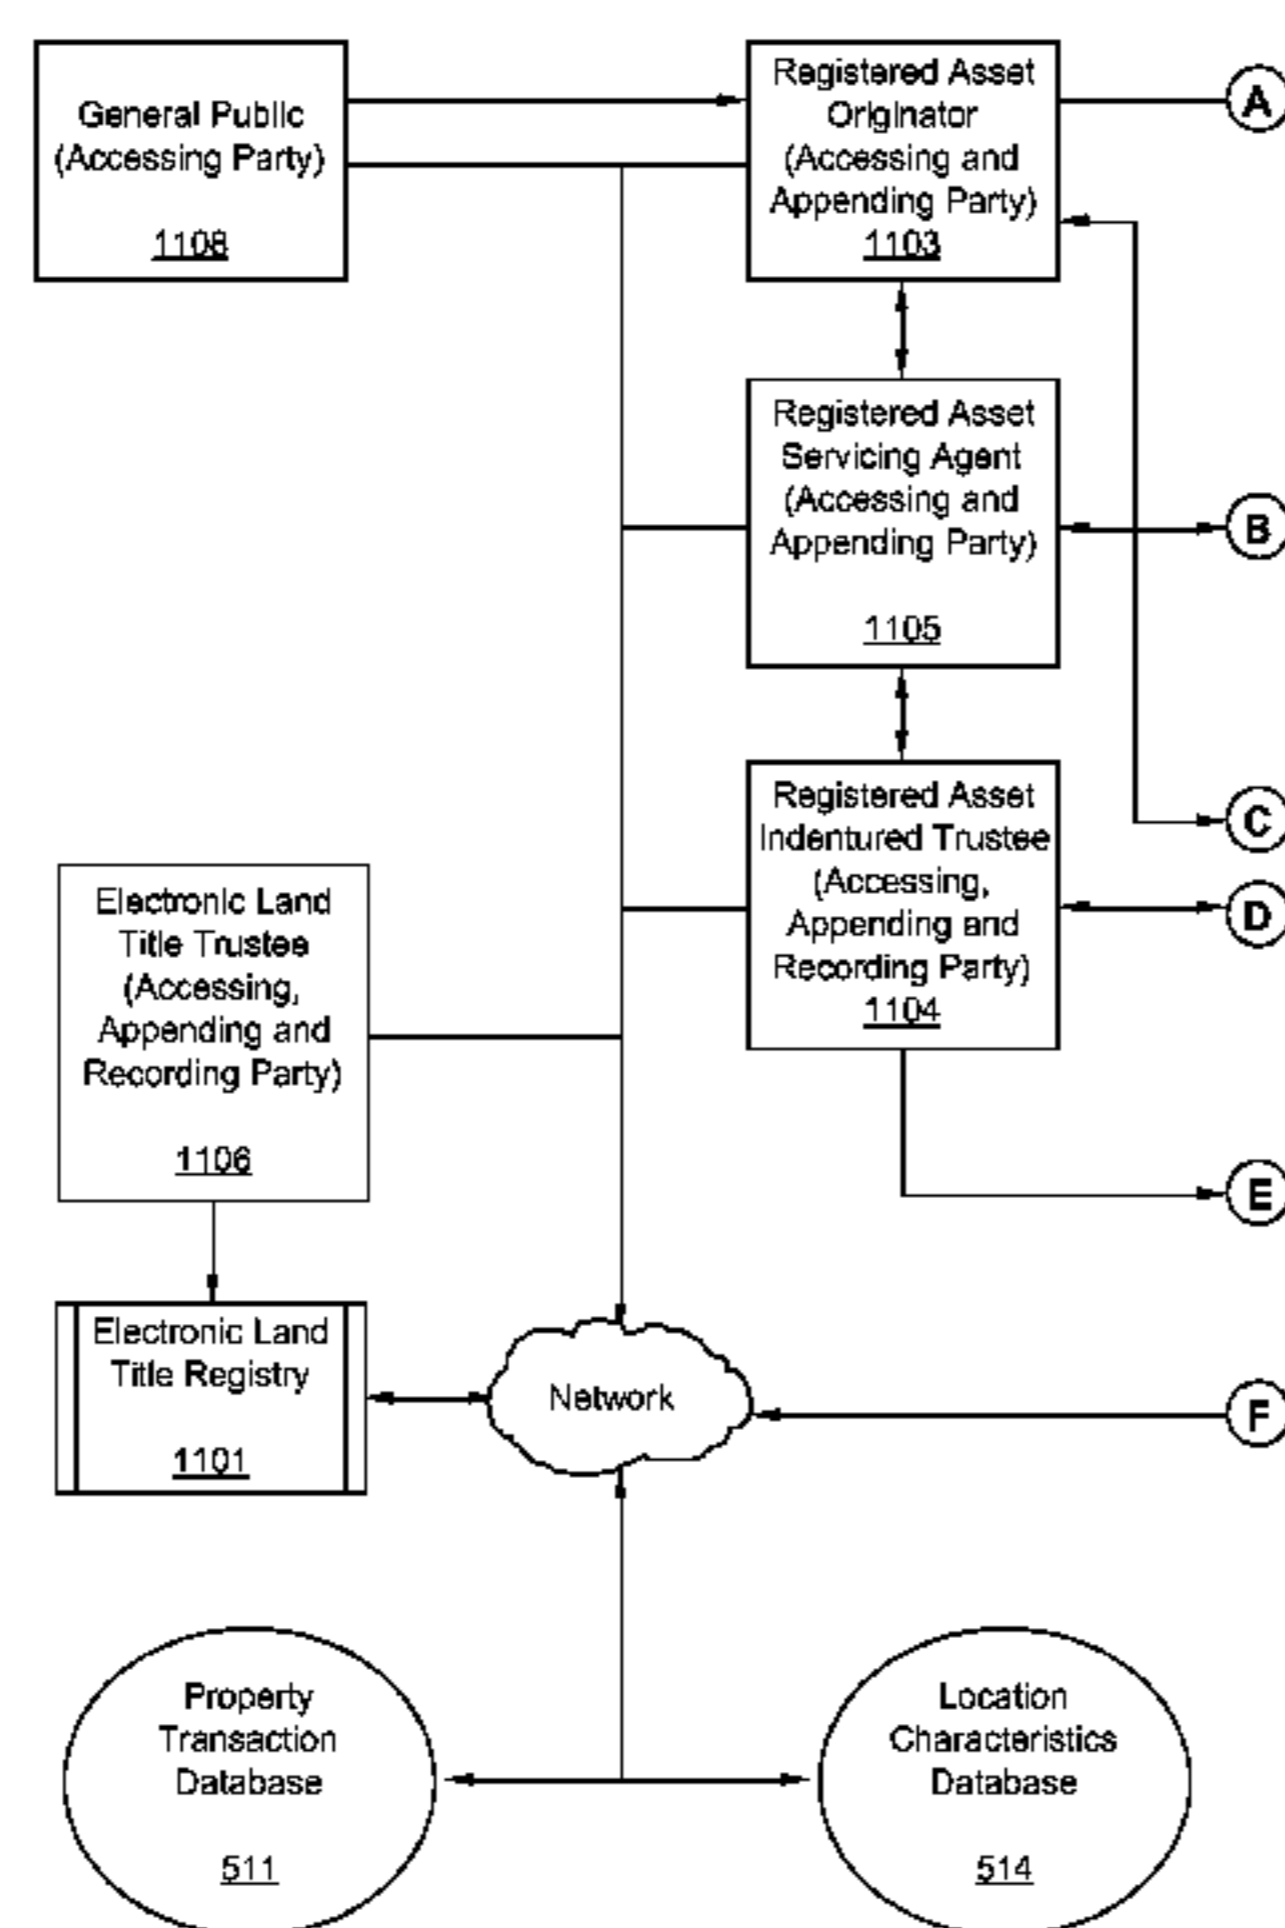 General Public
(Accessing Party)
1108
Registered Asset
Originator
(Accessing and
Appending Party)
1103
A
Registered Asset
Servicing Agent
(Accessing and
Appending Party)
1105
B
Registered Asset
Indentured Trustee
(Accessing,
Appending and
Recording Party)
1104
C
D
Electronic Land
Title Trustee
(Accessing,
Appending and
Recording Party)
1106
E
Electronic Land
Title Registry
1101
Network
F
Property
Transaction
Database
511
Location
Characteristics
Database
514